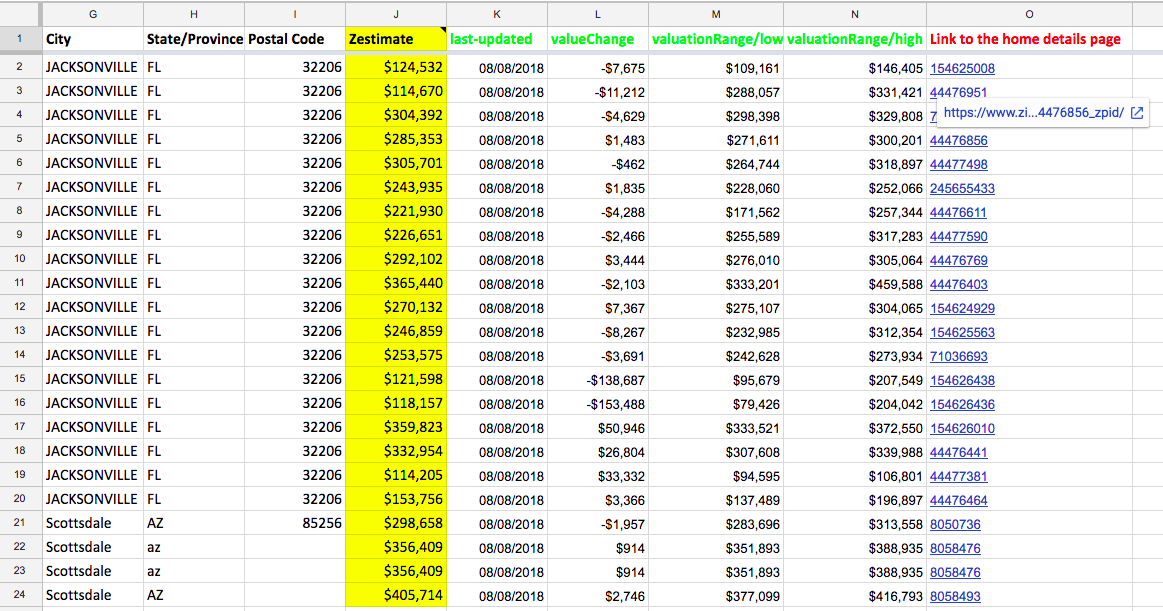 G H I J K L M N O
1 City State/Province Postal Code Zestimate last-updated valueChange valuationRange/low valuationRange/high Link to the home details page
2 JACKSONVILLE FL 32206 $124,532 08/08/2018 -$7,675 $109,161 $146,405 154625008
3 JACKSONVILLE FL 32206 $114,670 08/08/2018 -$11,212 $288,057 $331,421 44476951
4 JACKSONVILLE FL 32206 $304,392 08/08/2018 -$4,629 $298,398 $329,808 7 https://www.zi...4476856_zpid/
5 JACKSONVILLE FL 32206 $285,353 08/08/2018 $1,483 $271,611 $300,201 44476856
6 JACKSONVILLE FL 32206 $305,701 08/08/2018 -$462 $264,744 $318,897 44477498
7 JACKSONVILLE FL 32206 $243,935 08/08/2018 $1,835 $228,060 $252,066 245655433
8 JACKSONVILLE FL 32206 $221,930 08/08/2018 -$4,288 $171,562 $257,344 44476611
9 JACKSONVILLE FL 32206 $226,651 08/08/2018 -$2,466 $255,589 $317,283 44477590
10 JACKSONVILLE FL 32206 $292,102 08/08/2018 $3,444 $276,010 $305,064 44476769
11 JACKSONVILLE FL 32206 $365,440 08/08/2018 -$2,103 $333,201 $459,588 44476403
12 JACKSONVILLE FL 32206 $270,132 08/08/2018 $7,367 $275,107 $304,065 154624929
13 JACKSONVILLE FL 32206 $246,859 08/08/2018 -$8,267 $232,985 $312,354 154625563
14 JACKSONVILLE FL 32206 $253,575 08/08/2018 -$3,691 $242,628 $273,934 71036693
15 JACKSONVILLE FL 32206 $121,598 08/08/2018 -$138,687 $95,679 $207,549 154626438
16 JACKSONVILLE FL 32206 $118,157 08/08/2018 -$153,488 $79,426 $204,042 154626436
17 JACKSONVILLE FL 32206 $359,823 08/08/2018 $50,946 $333,521 $372,550 154626010
18 JACKSONVILLE FL 32206 $332,954 08/08/2018 $26,804 $307,608 $339,988 44476441
19 JACKSONVILLE FL 32206 $114,205 08/08/2018 $33,332 $94,595 $106,801 44477381
20 JACKSONVILLE FL 32206 $153,756 08/08/2018 $3,366 $137,489 $196,897 44476464
21 Scottsdale AZ 85256 $298,658 08/08/2018 -$1,957 $283,696 $313,558 8050736
22 Scottsdale az $356,409 08/08/2018 $914 $351,893 $388,935 8058476
23 Scottsdale az $356,409 08/08/2018 $914 $351,893 $388,935 8058476
24 Scottsdale AZ $405,714 08/08/2018 $2,746 $377,099 $416,793 8058493